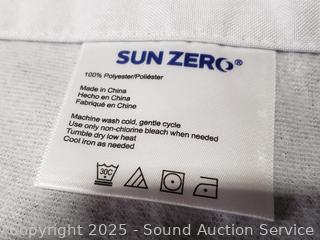 SUN ZERO®
100% Polyester/Poliéster
Made in China
Hecho en China
Fabriqué en Chine
Machine wash cold, gentle cycle
Use only non-chlorine bleach when needed
Tumble dry low heat
Cool iron as needed
30C
Copyright 2025 - Sound Auction Service